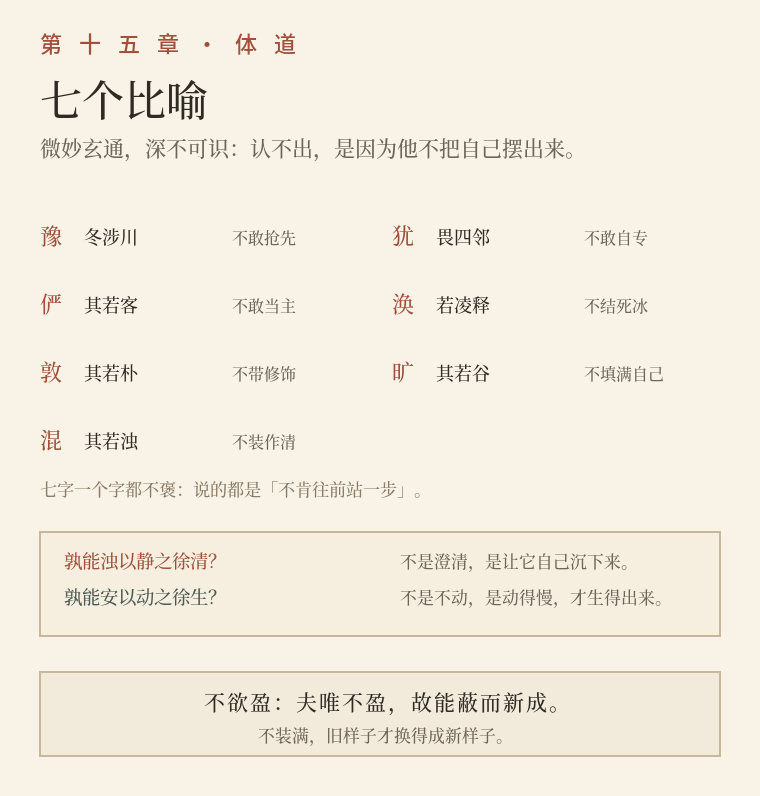 第十五章·体道
七个比喻
微妙玄通，深不可识：认不出，是因为他不把自己摆出来。
豫 冬涉川 不敢抢先 犹 畏四邻 不敢自专
俨 其若客 不敢当主 涣 若凌释 不结死冰
敦 其若朴 不带修饰 旷 其若谷 不填满自己
混 其若浊 不装作清
七字一个字都不褒：说的都是「不肯往前站一步」。
孰能浊以静之徐清？ 不是澄清，是让它自己沉下来。
孰能安以动之徐生？ 不是不动，是动得慢，才生得出来。
不欲盈：夫唯不盈，故能蔽而新成。
不装满，旧样子才换得成新样子。